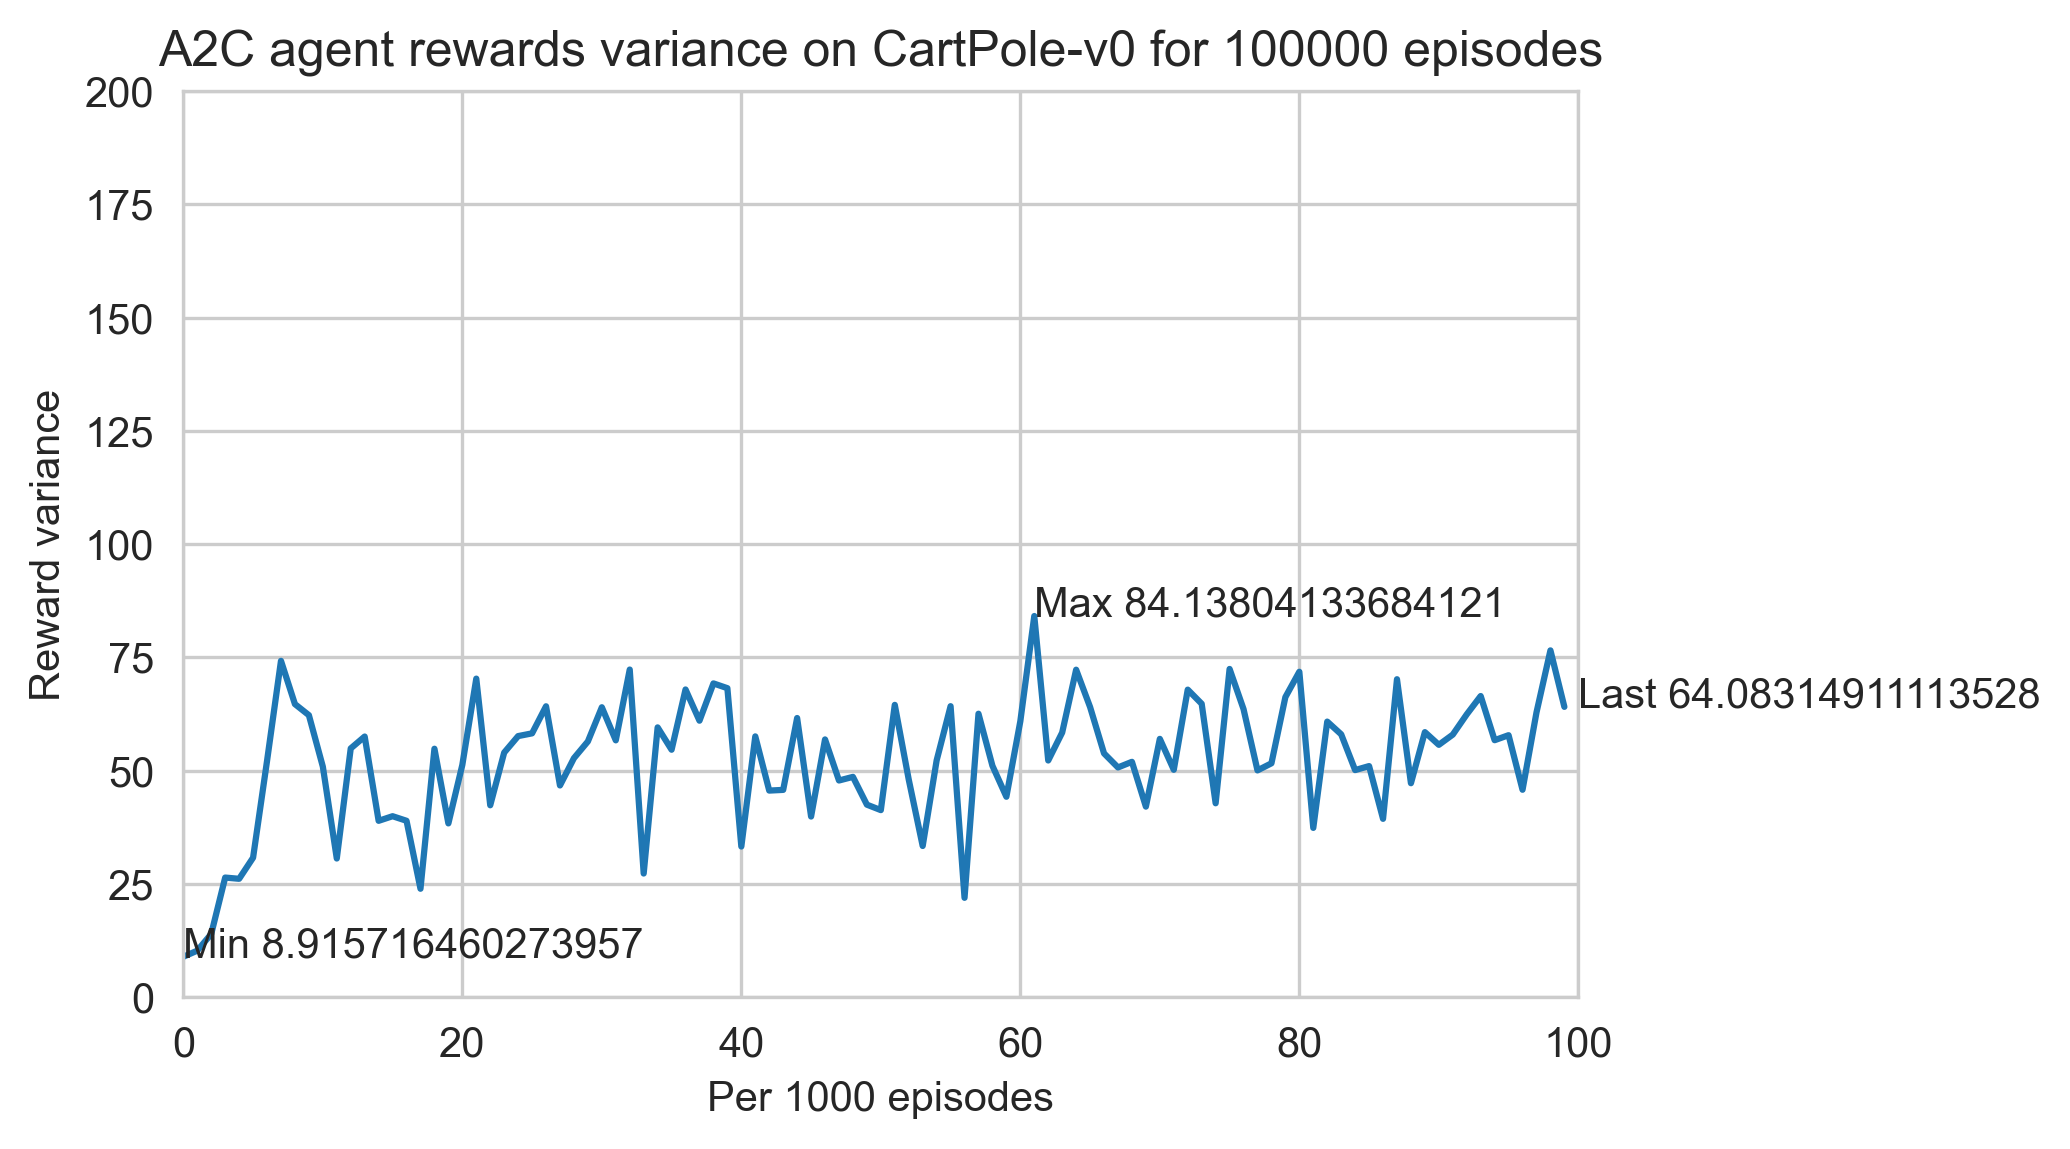 A2C agent rewards variance on CartPole-v0 for 100000 episodes
200
175
150
125
100
75
50
25
0
Reward variance
Max 84.13804133684121
Last 64.08314911113528
Min 8.915716460273957
0 20 40 60 80 100
Per 1000 episodes